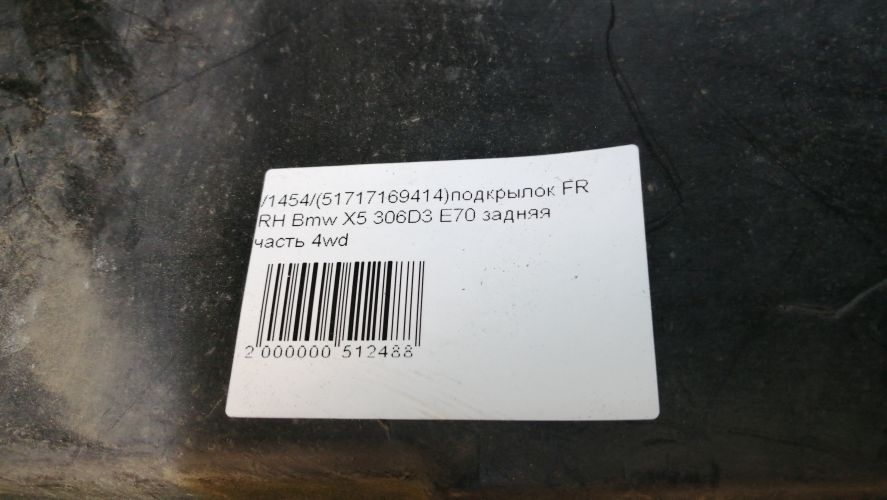 /1454/(51717169414)подкрылок FR
RH Bmw X5 306D3 E70 задняя
часть 4wd
2 000000 512488